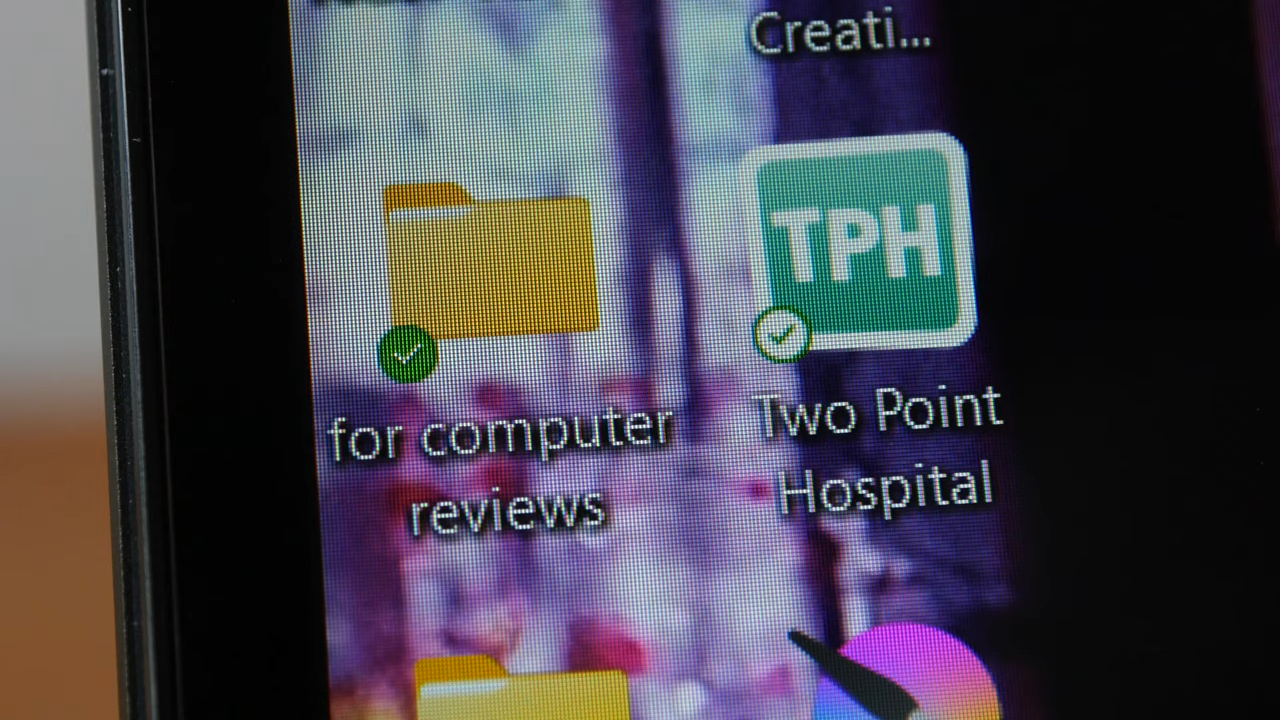 Creati...
TPH
for computer
reviews
Two Point
Hospital